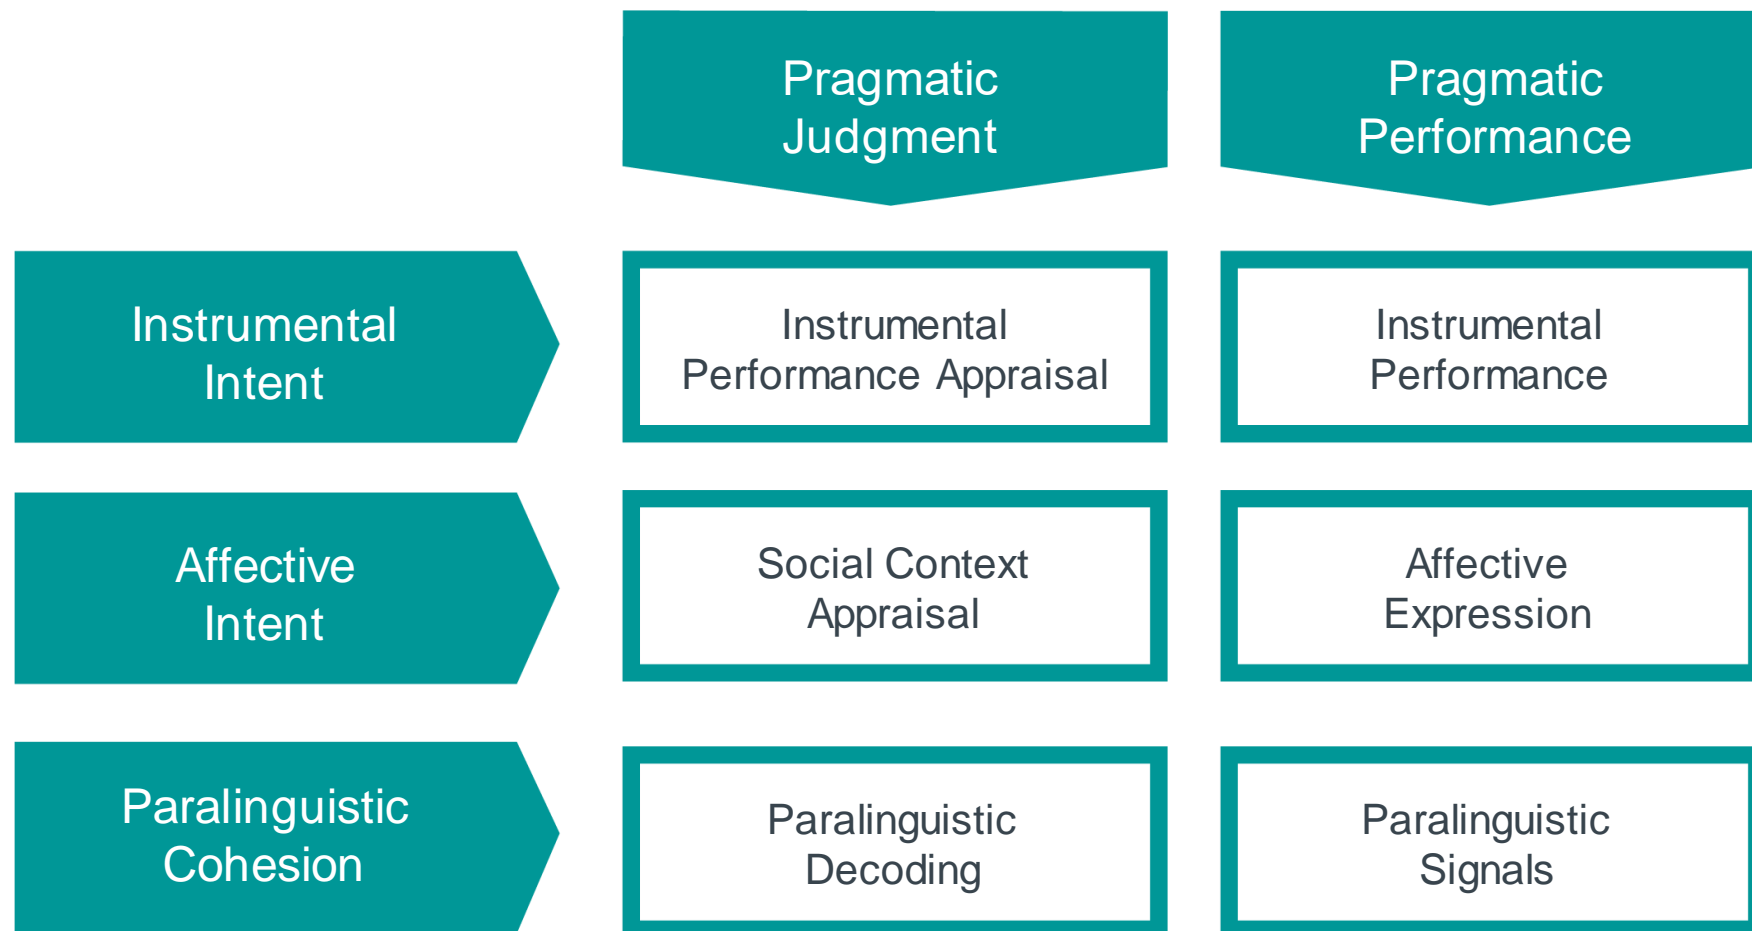 Pragmatic
Judgment
Pragmatic
Performance
Instrumental
Intent
Instrumental
Performance Appraisal
Instrumental
Performance
Affective
Intent
Social Context
Appraisal
Affective
Expression
Paralinguistic
Cohesion
Paralinguistic
Decoding
Paralinguistic
Signals